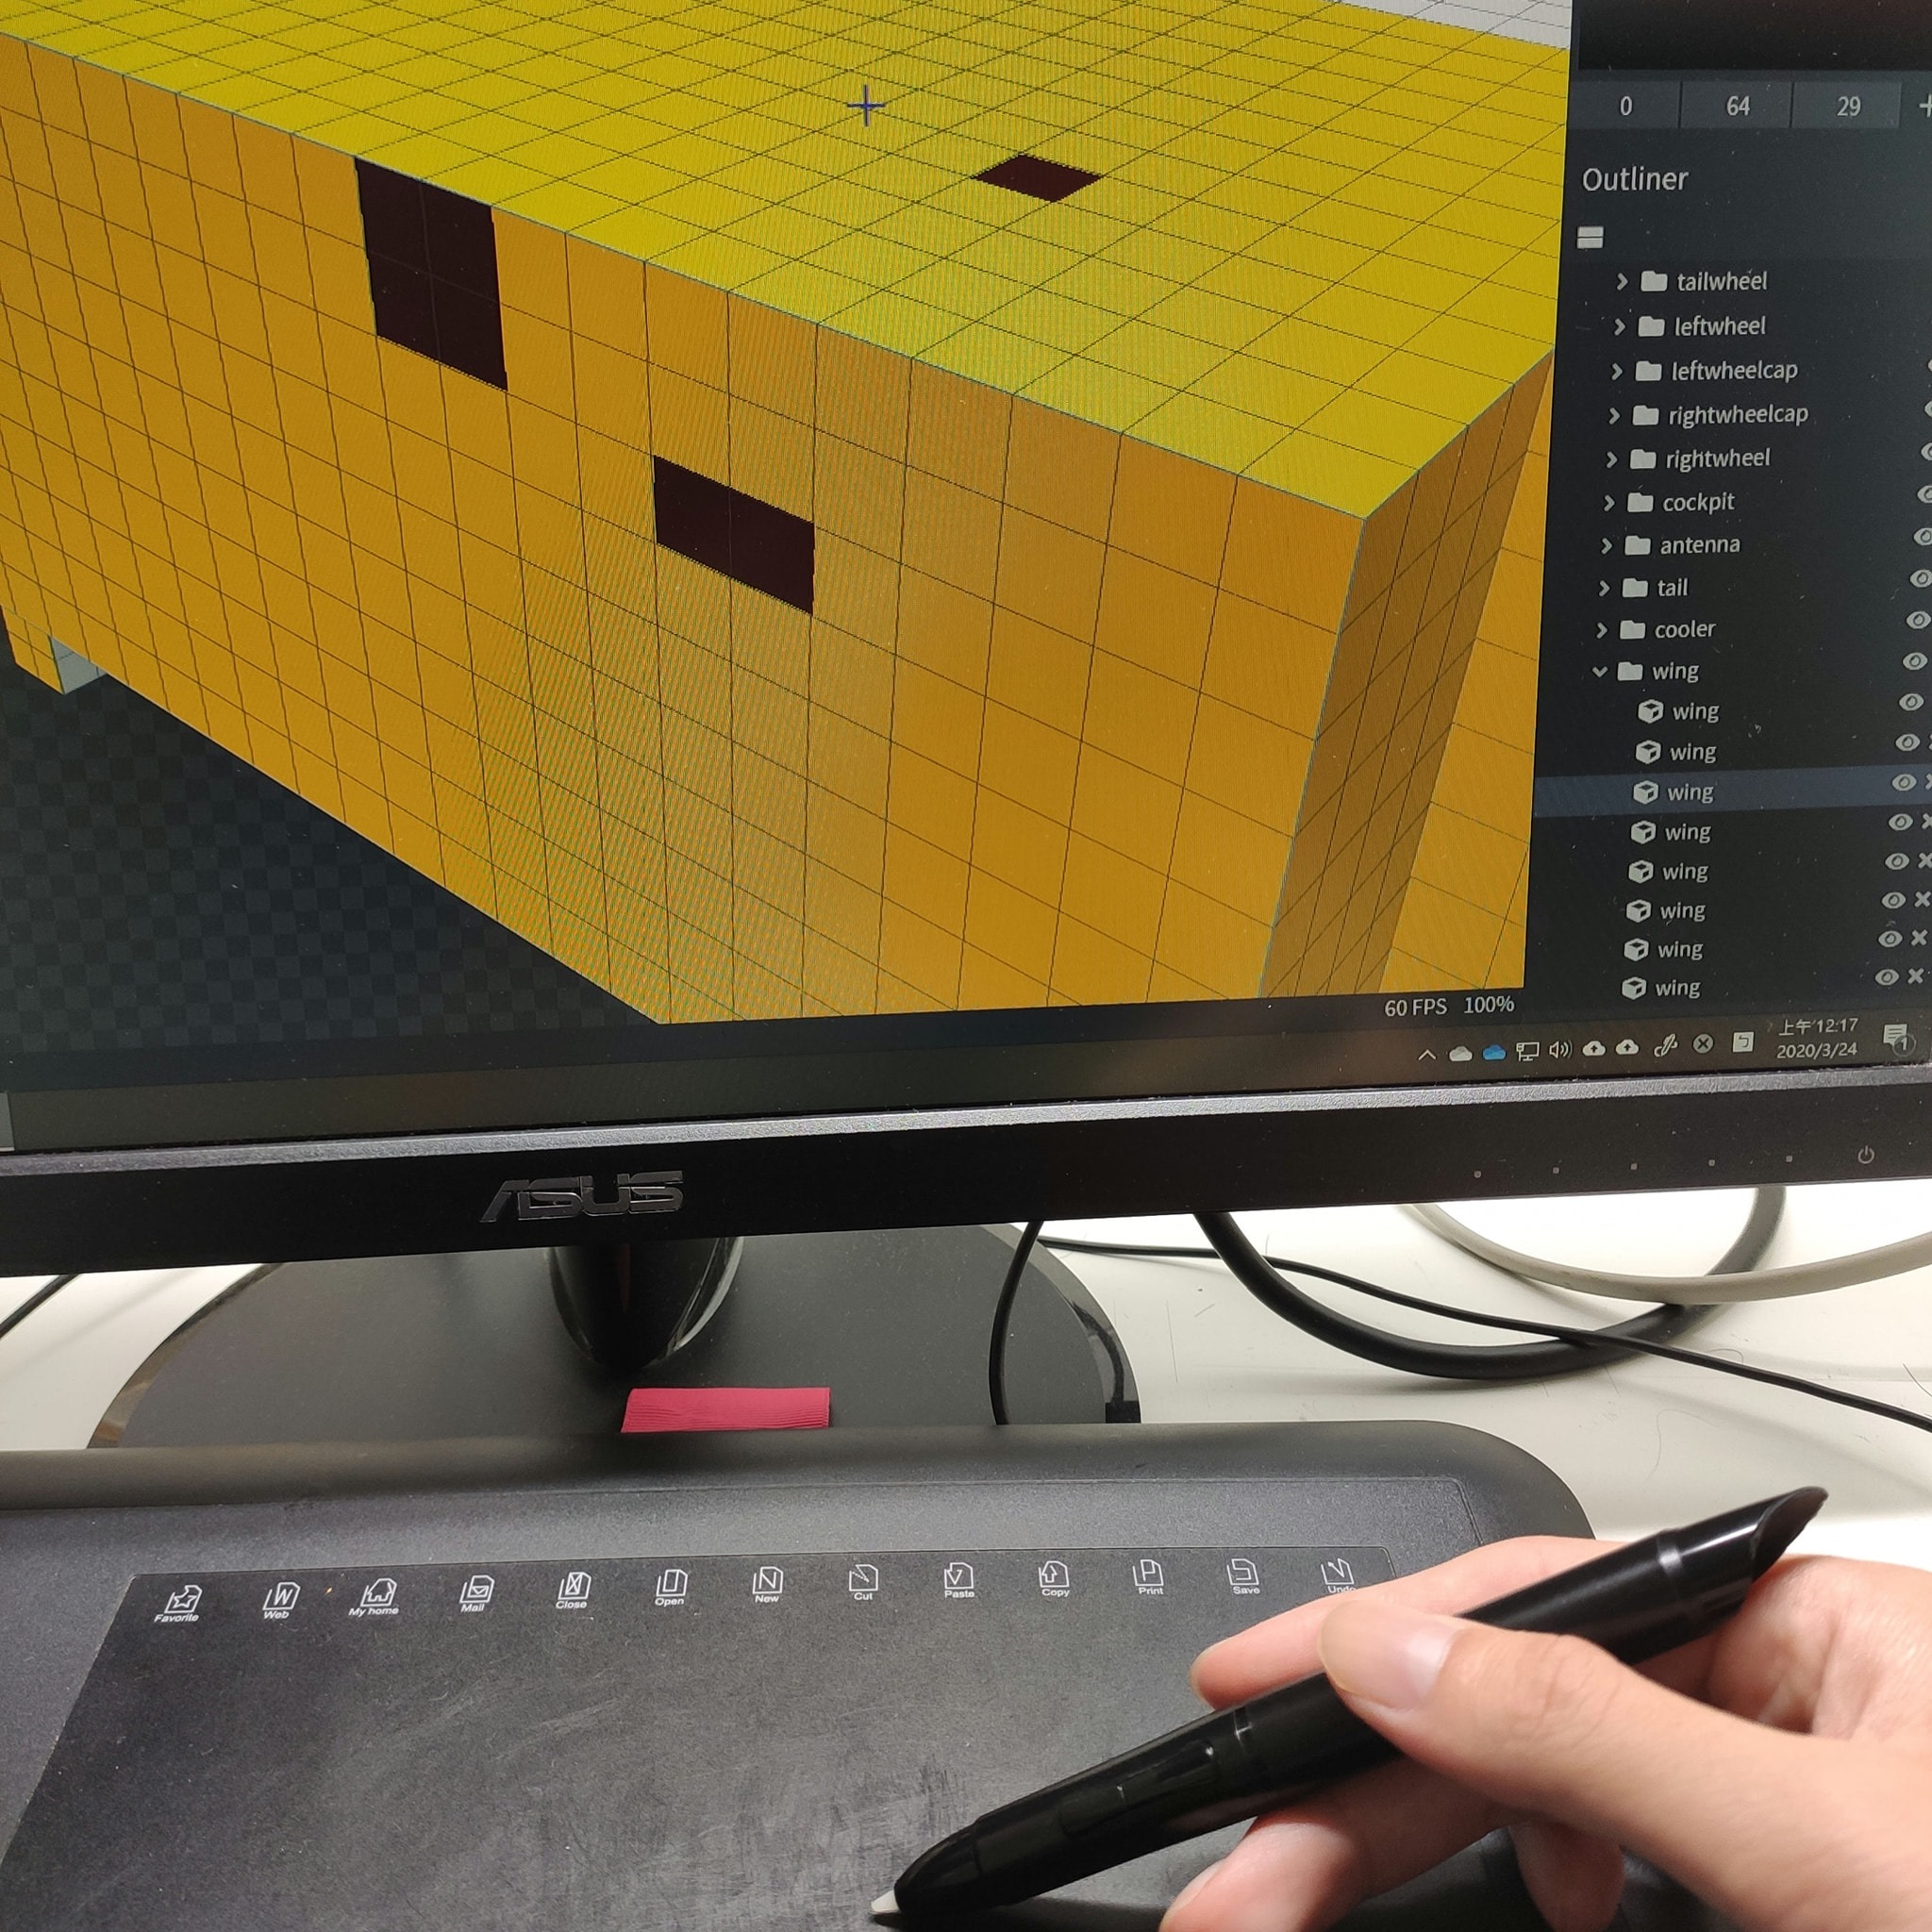 0 64 29
Outliner
tailwheel
leftwheel
leftwheelcap
rightwheelcap
rightwheel
cockpit
antenna
tail
cooler
wing
wing
wing
wing
wing
wing
wing
wing
wing
60 FPS 100%
上午 12:17
2020/3/24
1
ASUS
Favorite Web My home Mail Close Open New Cut Paste Copy Print Save Undo